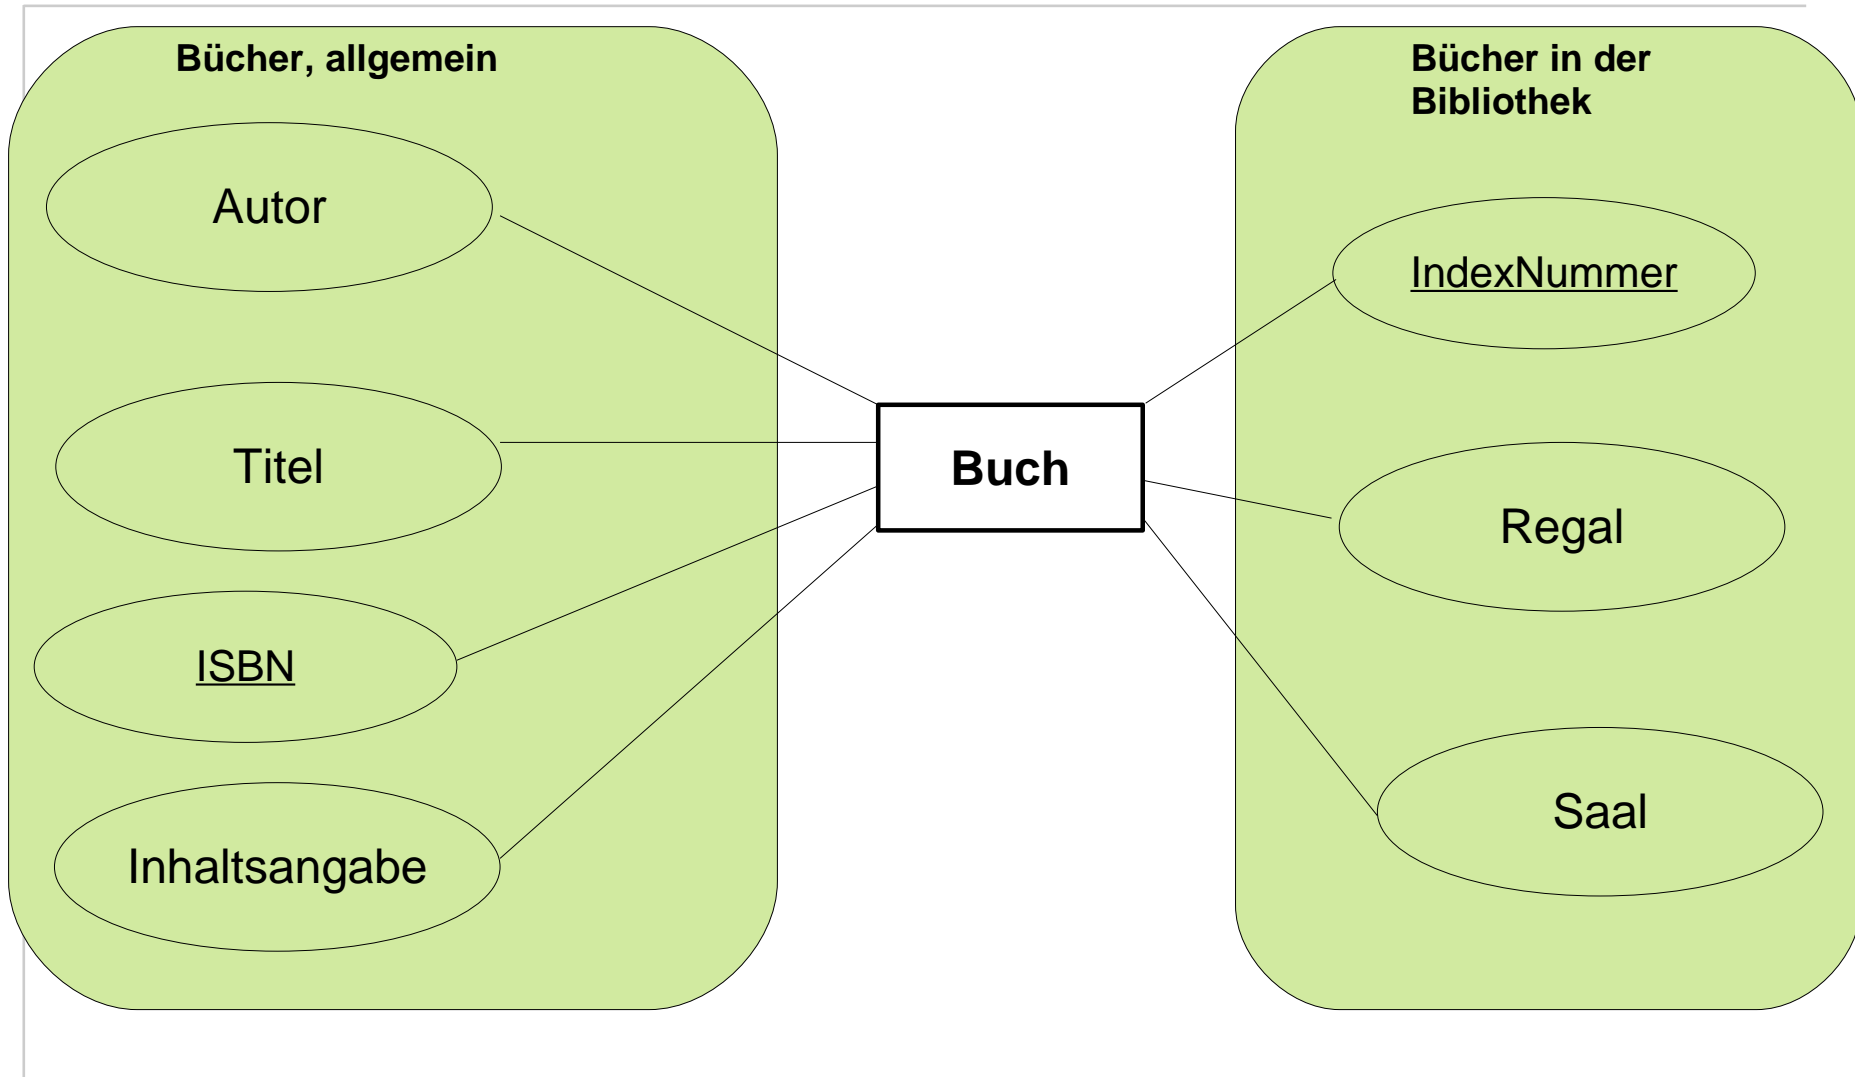 Bücher, allgemein
Autor
Titel
ISBN
Inhaltsangabe
Buch
Bücher in der
Bibliothek
IndexNummer
Regal
Saal